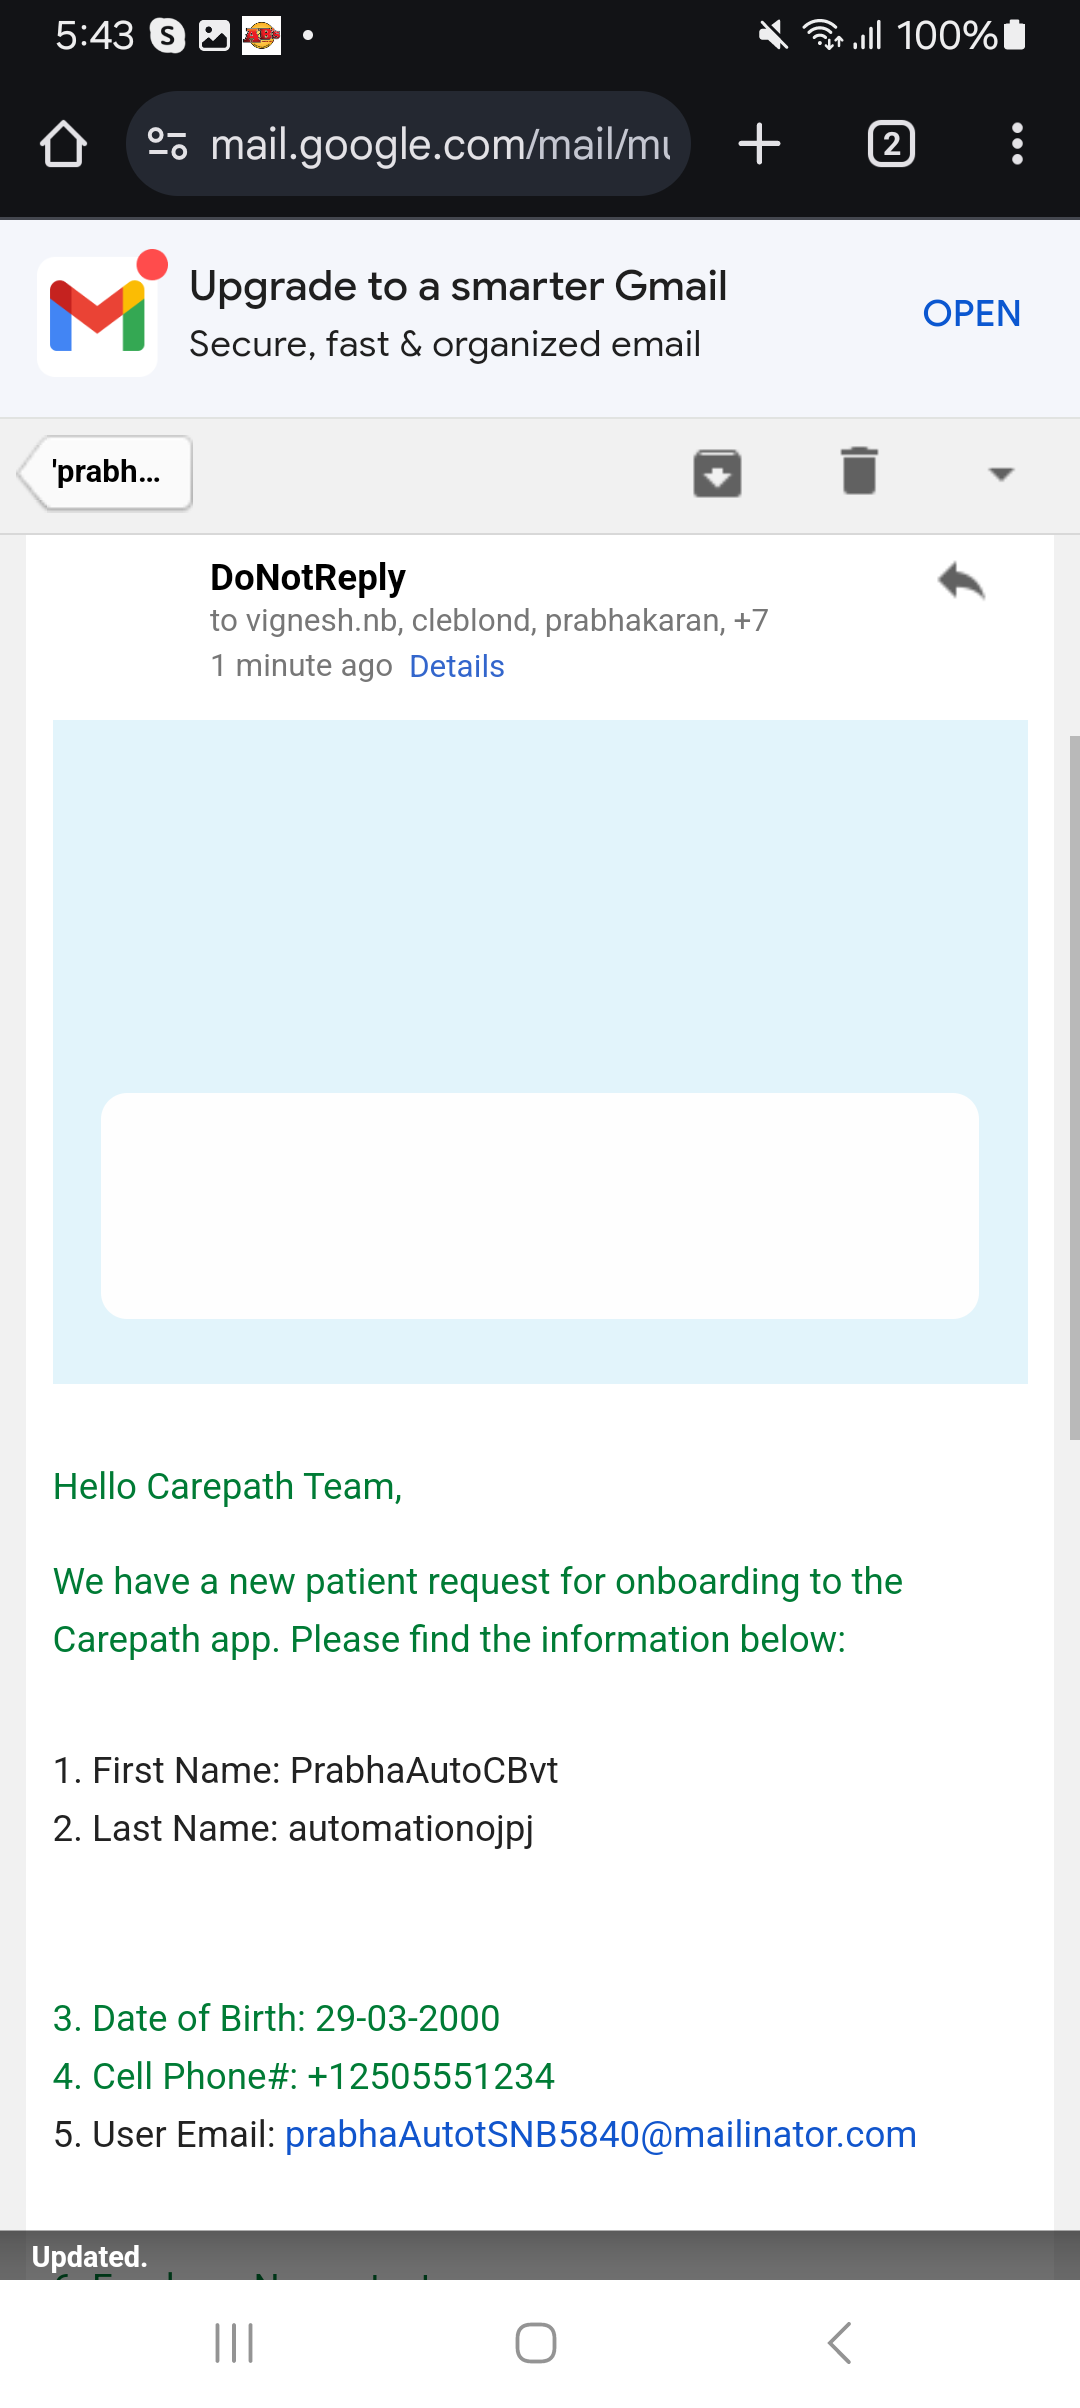 5:43
100%
mail.google.com/mail/mu
2
Upgrade to a smarter Gmail
Secure, fast & organized email
OPEN
'prabh...
DoNotReply
to vignesh.nb, cleblond, prabhakaran, +7
1 minute ago Details
Hello Carepath Team,
We have a new patient request for onboarding to the
Carepath app. Please find the information below:
1. First Name: PrabhaAutoCBvt
2. Last Name: automationojpj
3. Date of Birth: 29-03-2000
4. Cell Phone#: +12505551234
5. User Email: prabhaAutotSNB5840@mailinator.com
Updated.